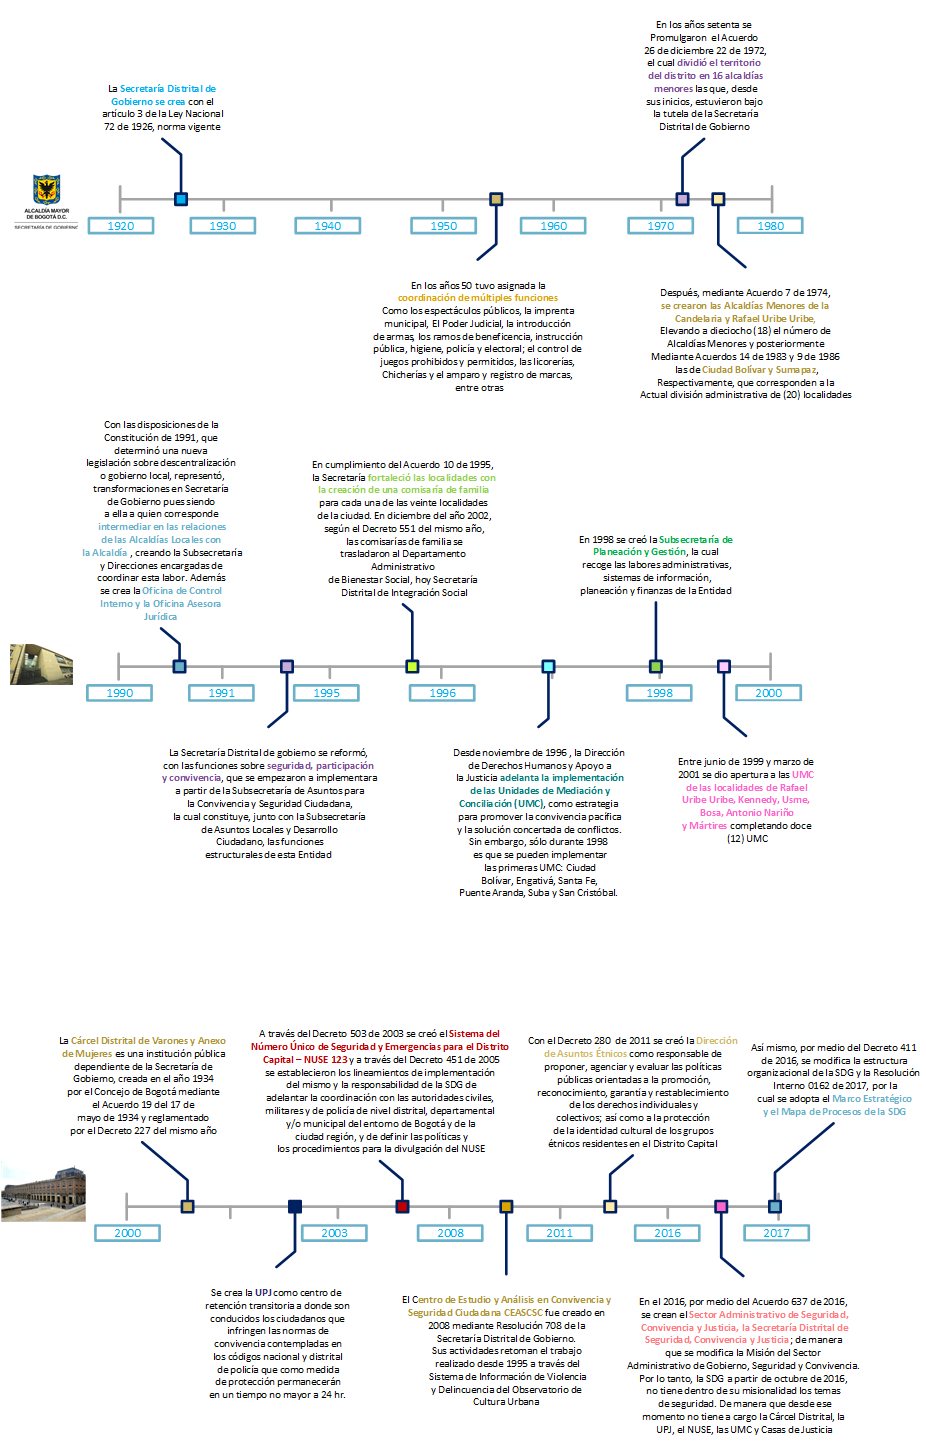 En los años setenta se
Promulgaron el Acuerdo
26 de diciembre 22 de 1972,
el cual dividió el territorio
del distrito en 16 alcaldías
menores las que, desde
sus inicios, estuvieron bajo
la tutela de la Secretaría
Distrital de Gobierno
La Secretaría Distrital de
Gobierno se crea con el
artículo 3 de la Ley Nacional
72 de 1926, norma vigente
ALCALDÍA MAYOR
DE BOGOTÁ D.C.
SECRETARÍA DE GOBIERNO
1920
1930
1940
1950
1960
1970
1980
En los años 50 tuvo asignada la
coordinación de múltiples funciones
Como los espectáculos públicos, la imprenta
municipal, El Poder Judicial, la introducción
de armas, los ramos de beneficencia, instrucción
pública, higiene, policía y electoral; el control de
juegos prohibidos y permitidos, las licorerías,
Chicherías y el amparo y registro de marcas,
entre otras
Después, mediante Acuerdo 7 de 1974,
se crearon las Alcaldías Menores de la
Candelaria y Rafael Uribe Uribe,
Elevando a dieciocho (18) el número de
Alcaldías Menores y posteriormente
Mediante Acuerdos 14 de 1983 y 9 de 1986
las de Ciudad Bolívar y Sumapaz,
Respectivamente, que corresponden a la
Actual división administrativa de (20) localidades
Con las disposiciones de la
Constitución de 1991, que
determinó una nueva
legislación sobre descentralización
o gobierno local, representó,
transformaciones en Secretaría
de Gobierno pues siendo
a ella a quien corresponde
intermediar en las relaciones
de las Alcaldías Locales con
la Alcaldía , creando la Subsecretaría
y Direcciones encargadas de
coordinar esta labor. Además
se crea la Oficina de Control
Interno y la Oficina Asesora
Jurídica
En cumplimiento del Acuerdo 10 de 1995,
la Secretaría fortaleció las localidades con
la creación de una comisaría de familia
para cada una de las veinte localidades
de la ciudad. En diciembre del año 2002,
según el Decreto 551 del mismo año,
las comisarías de familia se
trasladaron al Departamento
Administrativo
de Bienestar Social, hoy Secretaría
Distrital de Integración Social
En 1998 se creó la Subsecretaría de
Planeación y Gestión, la cual
recoge las labores administrativas,
sistemas de información,
planeación y finanzas de la Entidad
1990
1991
1995
1996
1998
2000
La Secretaría Distrital de gobierno se reformó,
con las funciones sobre seguridad, participación
y convivencia, que se empezaron a implementara
a partir de la Subsecretaría de Asuntos para
la Convivencia y Seguridad Ciudadana,
la cual constituye, junto con la Subsecretaría
de Asuntos Locales y Desarrollo
Ciudadano, las funciones
estructurales de esta Entidad
Desde noviembre de 1996 , la Dirección
de Derechos Humanos y Apoyo a
la Justicia adelanta la implementación
de las Unidades de Mediación y
Conciliación (UMC), como estrategia
para promover la convivencia pacífica
y la solución concertada de conflictos.
Sin embargo, sólo durante 1998
es que se pueden implementar
las primeras UMC: Ciudad
Bolívar, Engativá, Santa Fe,
Puente Aranda, Suba y San Cristóbal.
Entre junio de 1999 y marzo de
2001 se dio apertura a las UMC
de las localidades de Rafael
Uribe Uribe, Kennedy, Usme,
Bosa, Antonio Nariño
y Mártires completando doce
(12) UMC
La Cárcel Distrital de Varones y Anexo
de Mujeres es una institución pública
dependiente de la Secretaría de
Gobierno, creada en el año 1934
por el Concejo de Bogotá mediante
el Acuerdo 19 del 17 de
mayo de 1934 y reglamentado
por el Decreto 227 del mismo año
A través del Decreto 503 de 2003 se creó el Sistema del
Número Único de Seguridad y Emergencias para el Distrito
Capital – NUSE 123 y a través del Decreto 451 de 2005
se establecieron los lineamientos de implementación
del mismo y la responsabilidad de la SDG de
adelantar la coordinación con las autoridades civiles,
militares y de policía de nivel distrital, departamental
y/o municipal del entorno de Bogotá y de la
ciudad región, y de definir las políticas y
los procedimientos para la divulgación del NUSE
Con el Decreto 280 de 2011 se creó la Dirección
de Asuntos Étnicos como responsable de
proponer, agenciar y evaluar las políticas
públicas orientadas a la promoción,
reconocimiento, garantía y restablecimiento
de los derechos individuales y
colectivos; así como a la protección
de la identidad cultural de los grupos
étnicos residentes en el Distrito Capital
Así mismo, por medio del Decreto 411
de 2016, se modifica la estructura
organizacional de la SDG y la Resolución
Interno 0162 de 2017, por la
cual se adopta el Marco Estratégico
y el Mapa de Procesos de la SDG
2000
2003
2008
2011
2016
2017
Se crea la UPJ como centro de
retención transitoria a donde son
conducidos los ciudadanos que
infringen las normas de
convivencia contempladas en
los códigos nacional y distrital
de policía que como medida
de protección permanecerán
en un tiempo no mayor a 24 hr.
El Centro de Estudio y Análisis en Convivencia y
Seguridad Ciudadana CEASCSC fue creado en
2008 mediante Resolución 708 de la
Secretaría Distrital de Gobierno.
Sus actividades retoman el trabajo
realizado desde 1995 a través del
Sistema de Información de Violencia
y Delincuencia del Observatorio de
Cultura Urbana
En el 2016, por medio del Acuerdo 637 de 2016,
se crean el Sector Administrativo de Seguridad,
Convivencia y Justicia, la Secretaría Distrital de
Seguridad, Convivencia y Justicia; de manera
que se modifica la Misión del Sector
Administrativo de Gobierno, Seguridad y Convivencia.
Por lo tanto, la SDG a partir de octubre de 2016,
no tiene dentro de su misionalidad los temas
de seguridad. De manera que desde ese
momento no tiene a cargo la Cárcel Distrital, la
UPJ, el NUSE, las UMC y Casas de Justicia